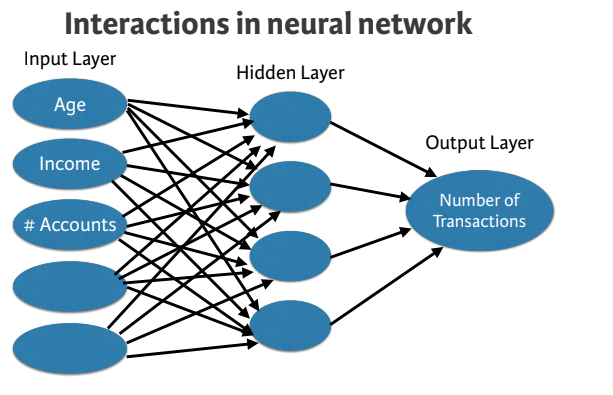 Interactions in neural network
Input Layer
Hidden Layer
Output Layer
Age
Income
# Accounts
Number of
Transactions